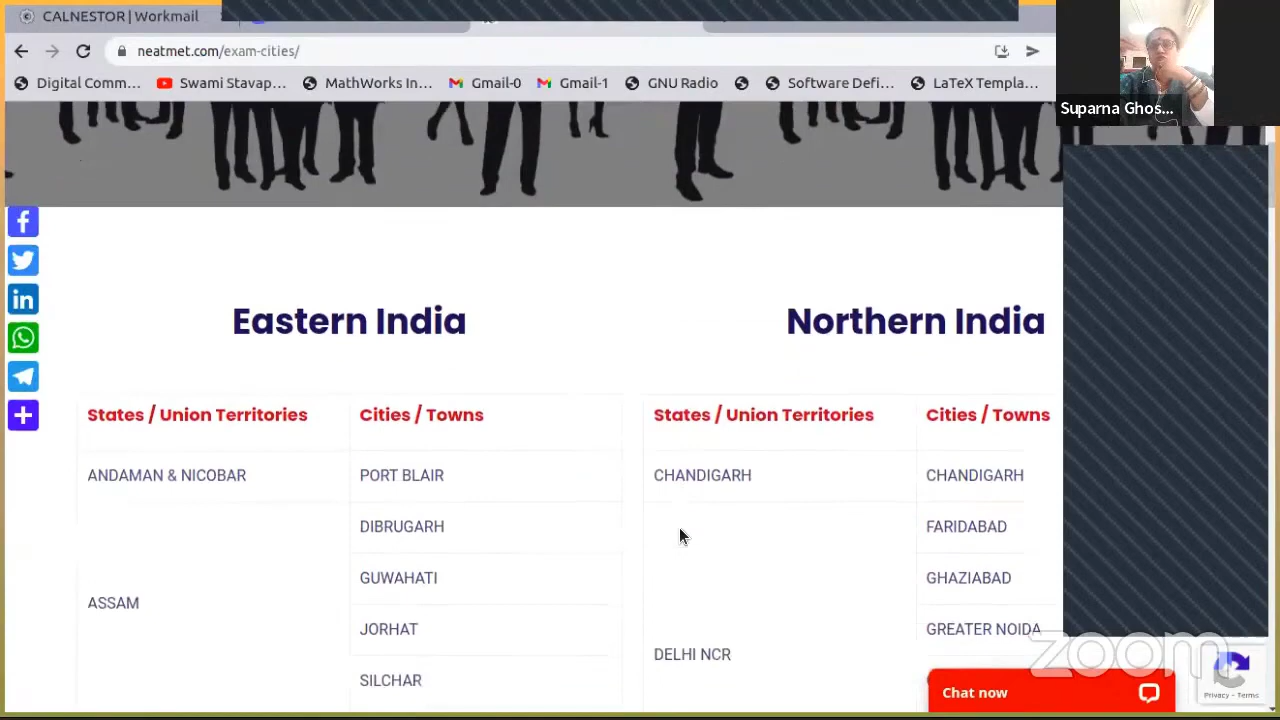 CALNESTOR | Workmail
neatmet.com/exam-cities/
Digital Comm... Swami Stavap... MathWorks In... Gmail-0 Gmail-1 GNU Radio Software Defi... LaTeX Templa...
Suparna Ghos...
Eastern India Northern India
States / Union Territories Cities / Towns States / Union Territories Cities / Towns
ANDAMAN & NICOBAR PORT BLAIR CHANDIGARH CHANDIGARH
DIBRUGARH FARIDABAD
GUWAHATI GHAZIABAD
ASSAM
JORHAT GREATER NOIDA
DELHI NCR
SILCHAR
zoom
Chat now
Privacy - Terms